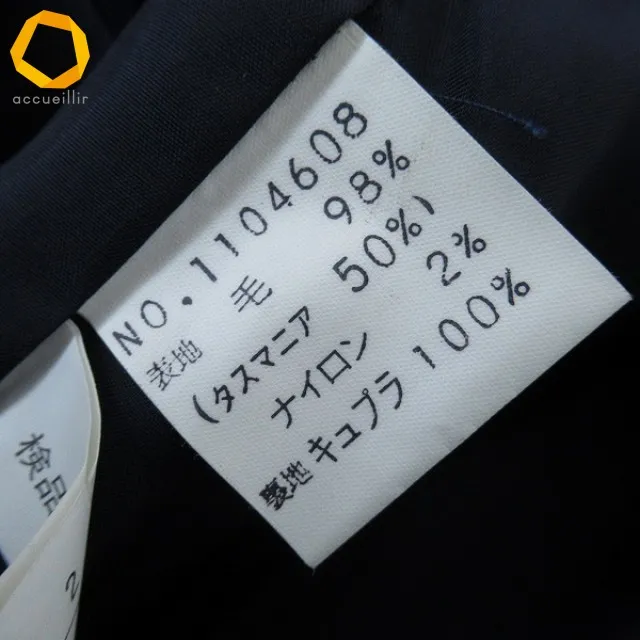 accueillir
NO.1104608
表地 毛 98%
(タスマニア 50%)
ナイロン 2%
裏地 キュプラ 100%
検品
2